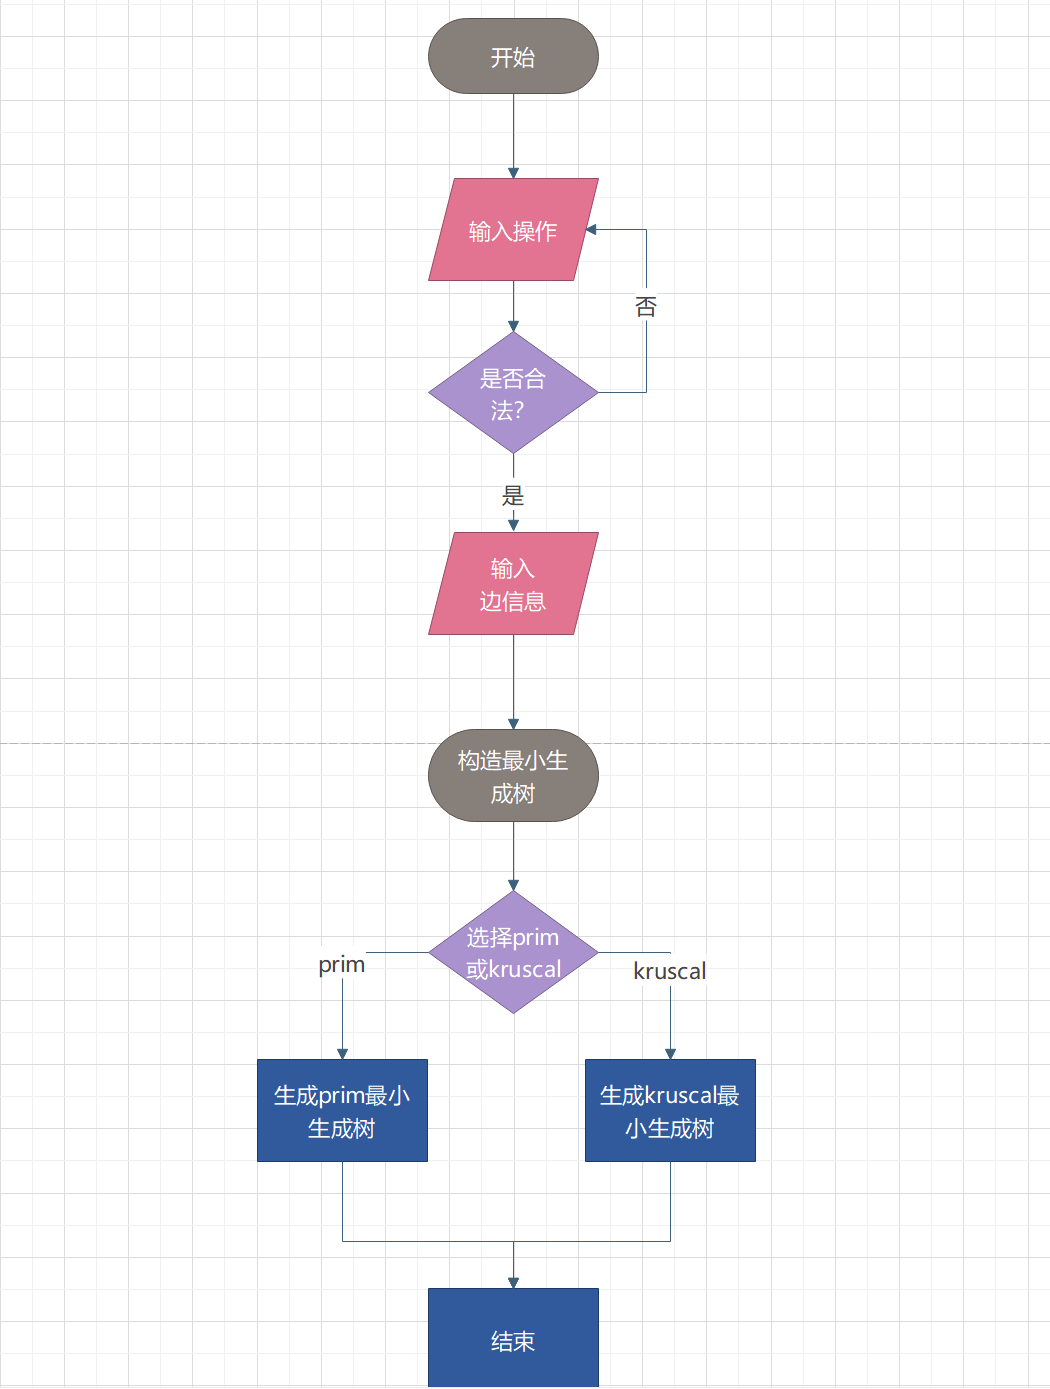 开始
输入操作
否
是否合
法?
是
输入
边信息
构造最小生
成树
选择prim
或kruscal
prim
kruscal
生成prim最小
生成树
生成kruscal最
小生成树
结束